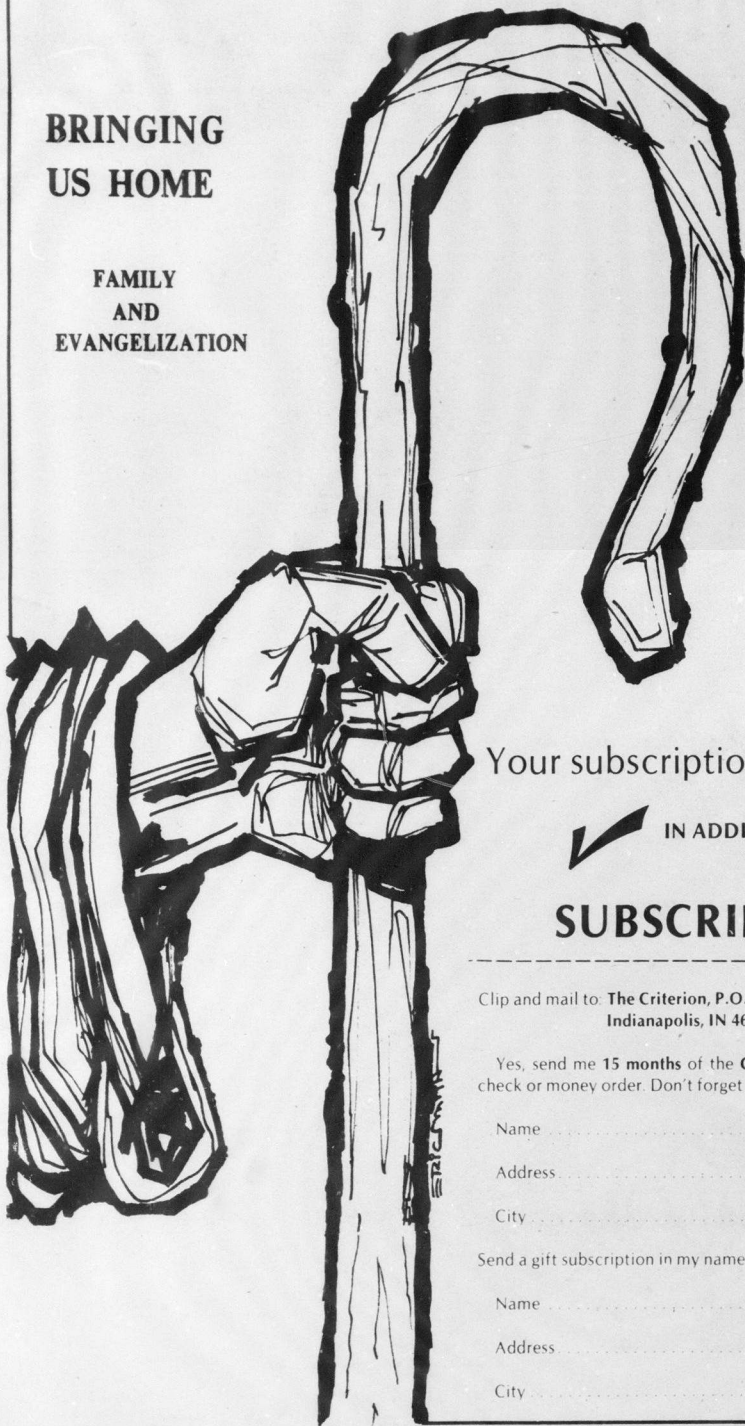 BRINGING
US HOME
FAMILY
AND
EVANGELIZATION
Your subscriptio
IN ADDI
SUBSCRI
Clip and mail to: The Criterion, P.O.
Indianapolis, IN 46
Yes, send me 15 months of the C
check or money order. Don't forget
Name
Address
City
Send a gift subscription in my name
Name
Address
City